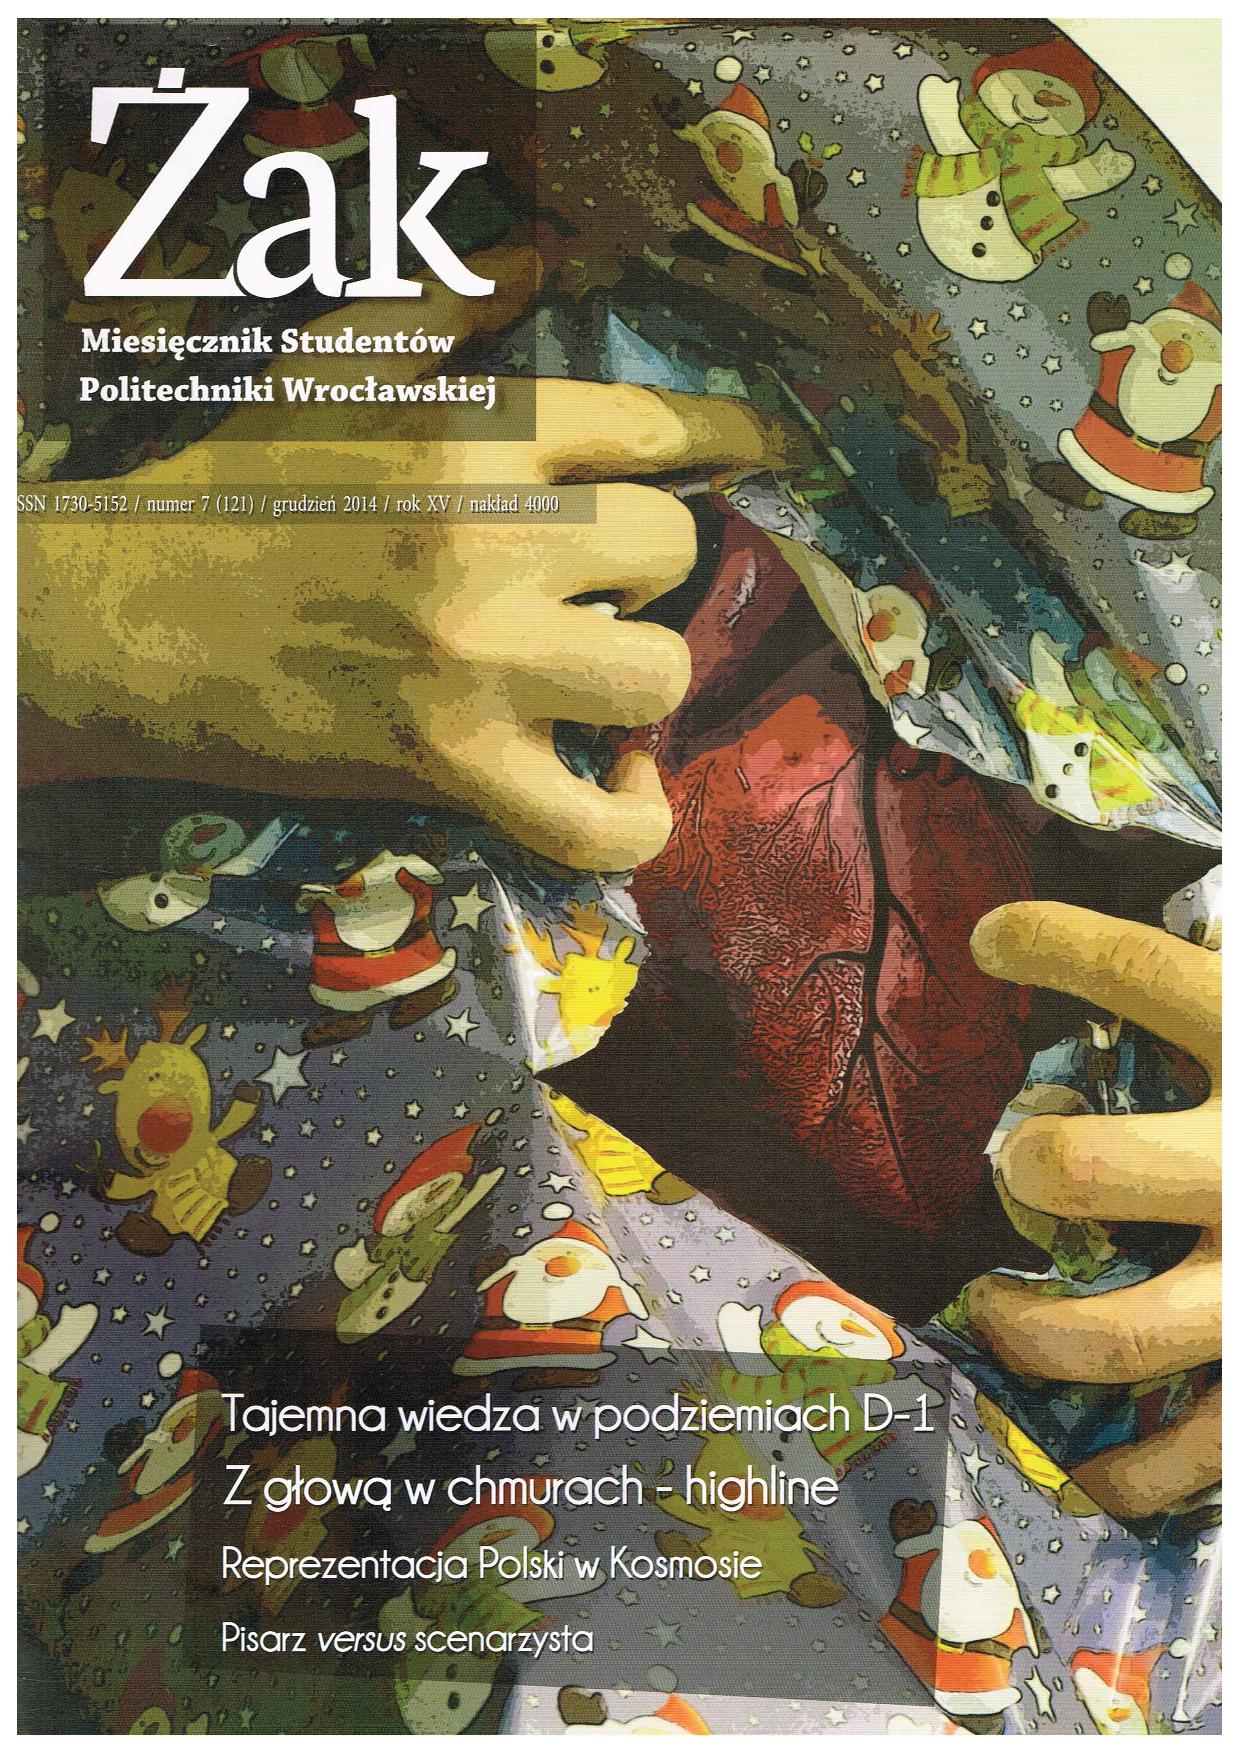 Żak
Miesięcznik Studentów
Politechniki Wrocławskiej
SSN 1730-5152 / numer 7 (121) / grudzień 2014 / rok XV / nakład 4000
Tajemna wiedza w podziemiach D-1
Z głową w chmurach - highline
Reprezentacja Polski w Kosmosie
Pisarz versus scenarzysta